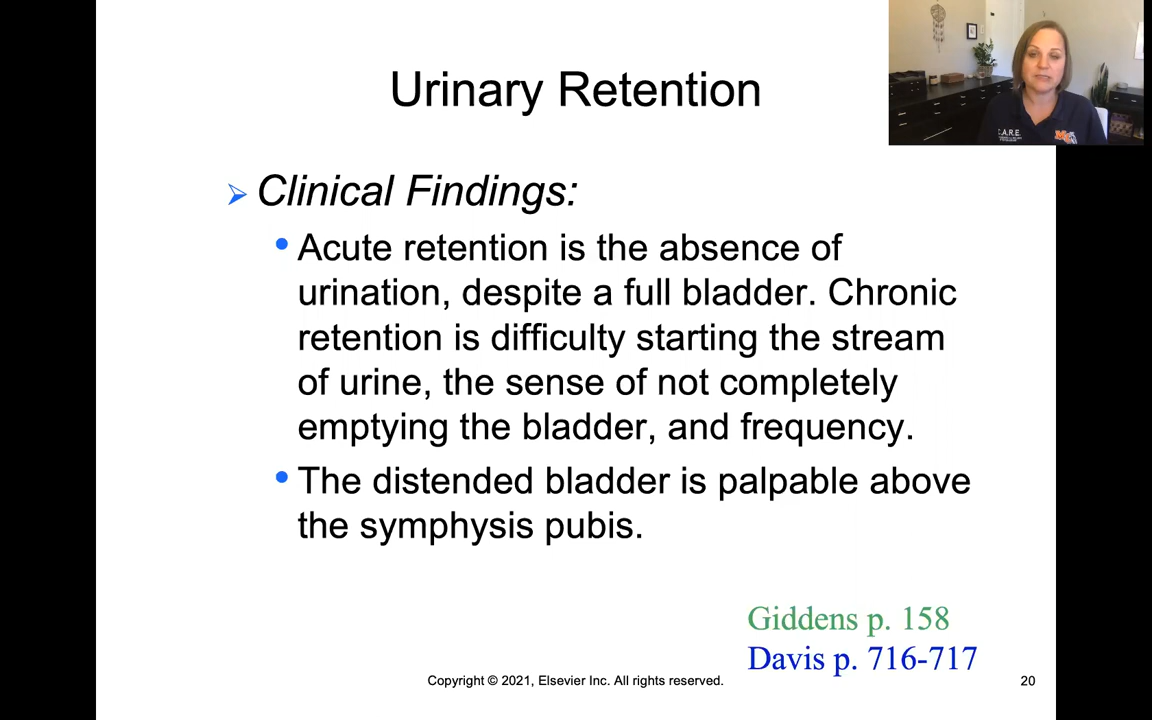 Urinary Retention
Clinical Findings:
Acute retention is the absence of
urination, despite a full bladder. Chronic
retention is difficulty starting the stream
of urine, the sense of not completely
emptying the bladder, and frequency.
The distended bladder is palpable above
the symphysis pubis.
Giddens p. 158
Davis p. 716-717
Copyright © 2021, Elsevier Inc. All rights reserved.
20